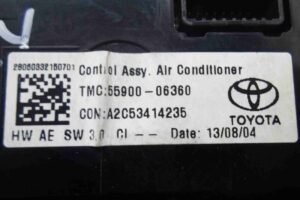 28060332150701
Control Assy. Air Conditioner
TMC:55900-06360
CON:A2C53414235
TOYOTA
HW AE SW 3.0 CI -- Date: 13/08/04